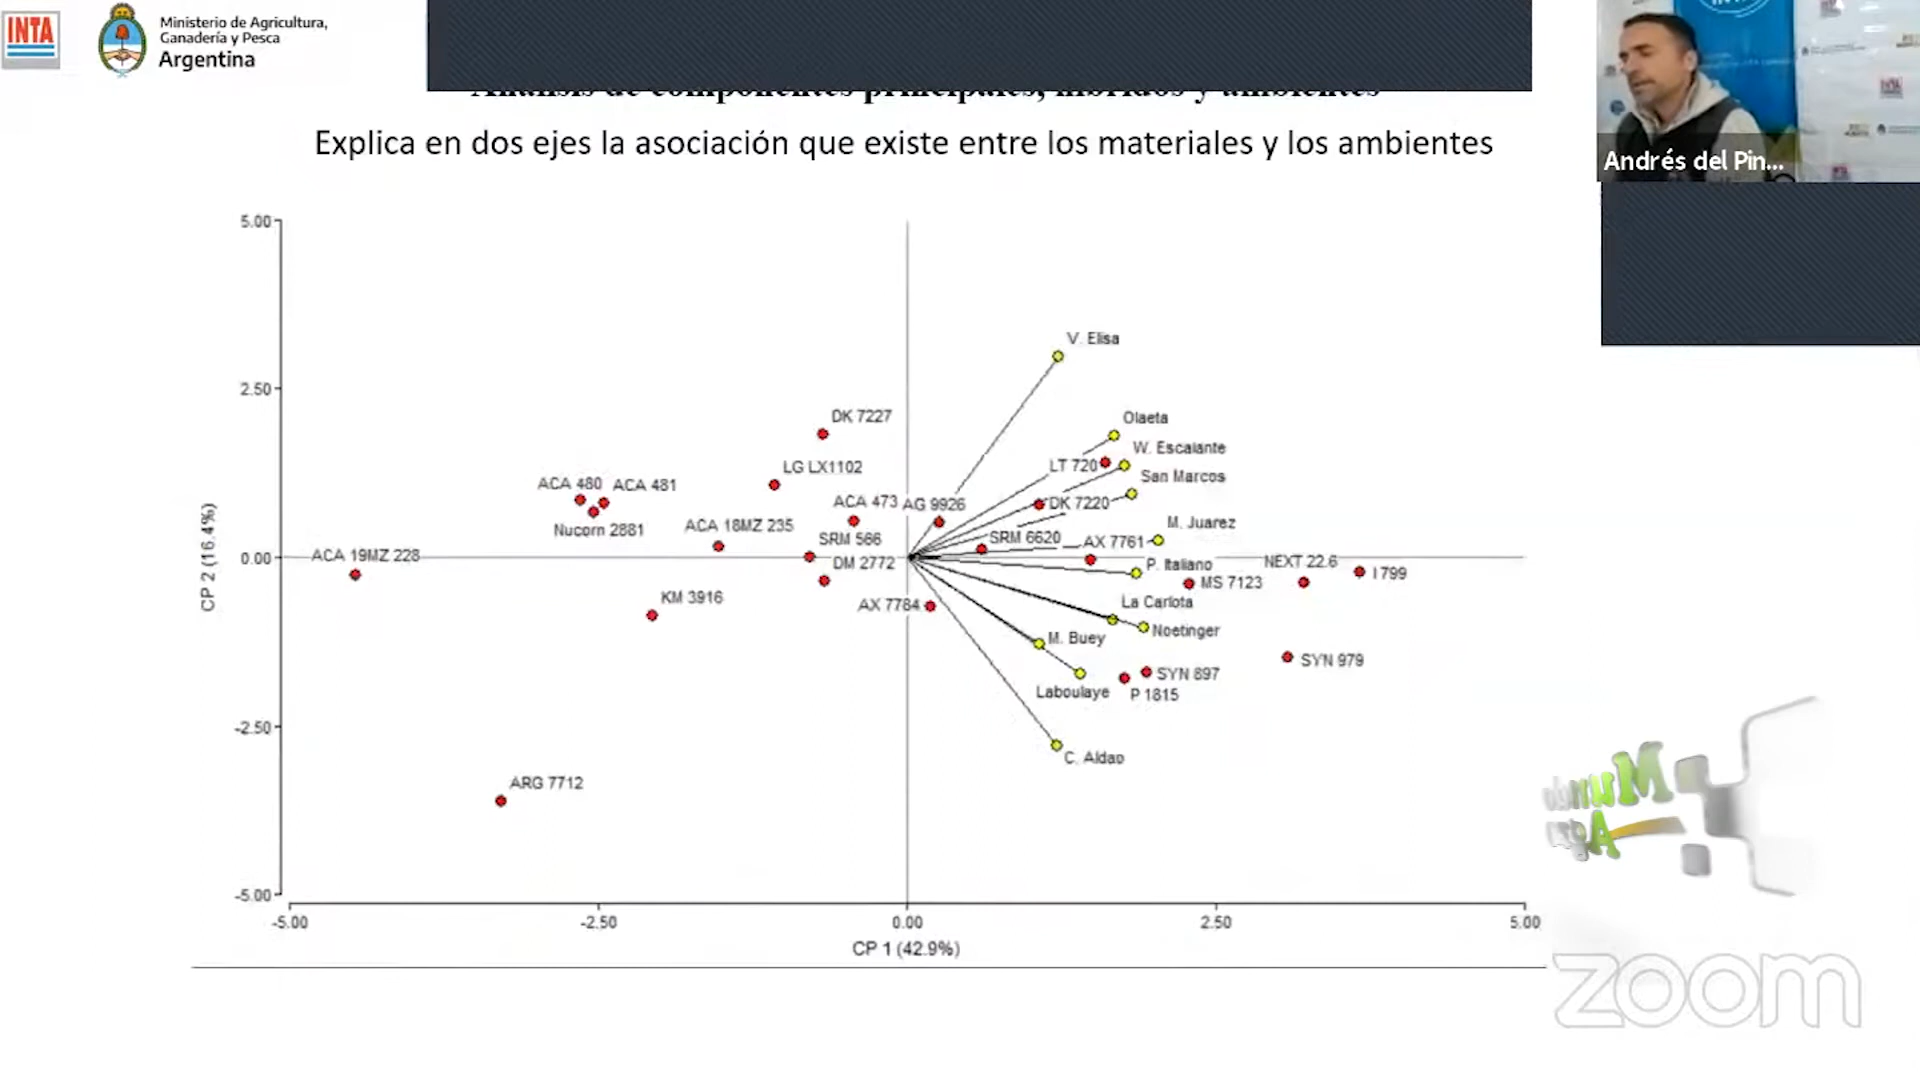 INTA
Ministerio de Agricultura,
Ganadería y Pesca
Argentina
Análisis de componentes principales, híbridos y ambientes
Explica en dos ejes la asociación que existe entre los materiales y los ambientes
Andrés del Pin...
5.00
2.50
0.00
-2.50
-5.00
CP 2 (16.4%)
V. Elisa
DK 7227
Olaeta
W. Escalante
LG LX1102
LT 720
San Marcos
ACA 480
ACA 481
ACA 473
AG 9926
DK 7220
Nucorn 2881
ACA 18MZ 235
M. Juarez
SRM 566
SRM 6620
AX 7761
ACA 19MZ 228
DM 2772
P. Italiano
NEXT 22.6
I 799
MS 7123
KM 3916
AX 7784
La Carlota
M. Buey
Noetinger
SYN 979
SYN 897
Laboulaye
P 1815
C. Aldao
ARG 7712
-5.00
-2.50
0.00
2.50
5.00
CP 1 (42.9%)
zoom